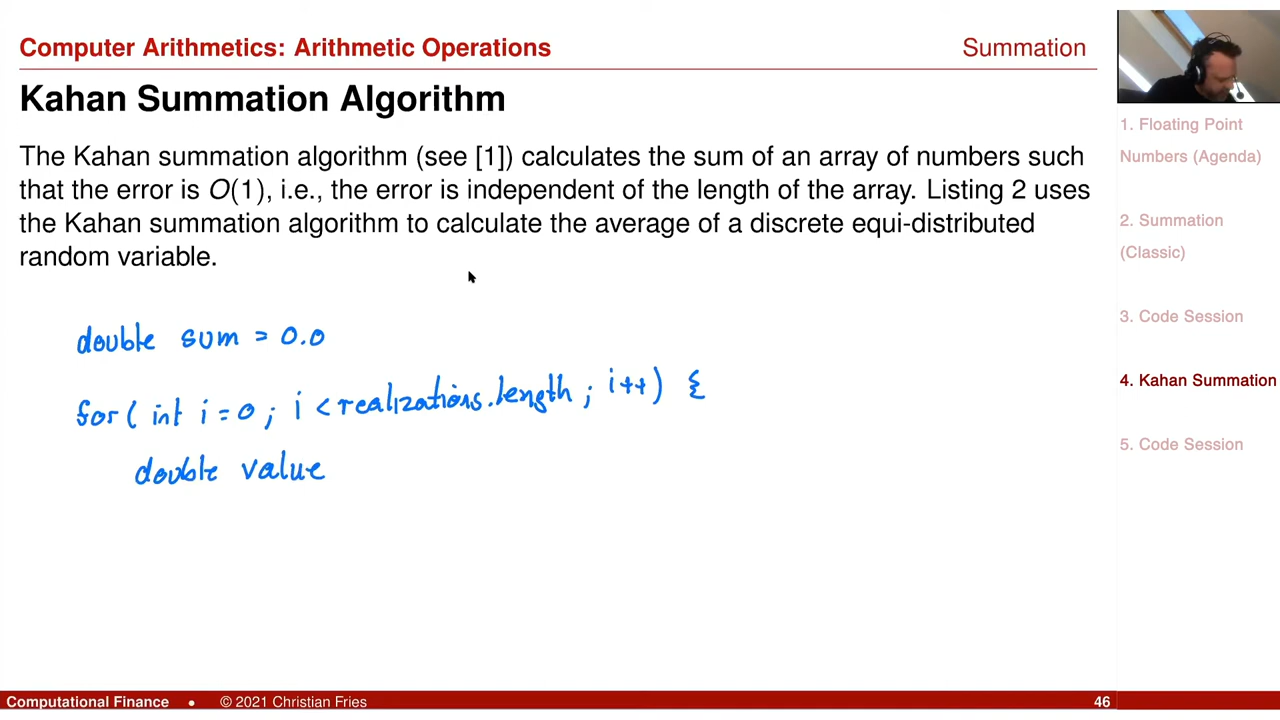 Computer Arithmetics: Arithmetic Operations Summation
Kahan Summation Algorithm
The Kahan summation algorithm (see [1]) calculates the sum of an array of numbers such
that the error is O(1), i.e., the error is independent of the length of the array. Listing 2 uses
the Kahan summation algorithm to calculate the average of a discrete equi-distributed
random variable.
double sum = 0.0
for( int i=0; i < realizations.length; i++) {
double value
1. Floating Point
Numbers (Agenda)
2. Summation
(Classic)
3. Code Session
4. Kahan Summation
5. Code Session
Computational Finance • © 2021 Christian Fries 46